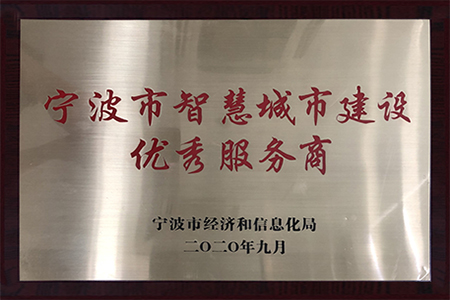 宁波市智慧城市建设
优秀服务商
宁波市经济和信息化局
二〇二〇年九月